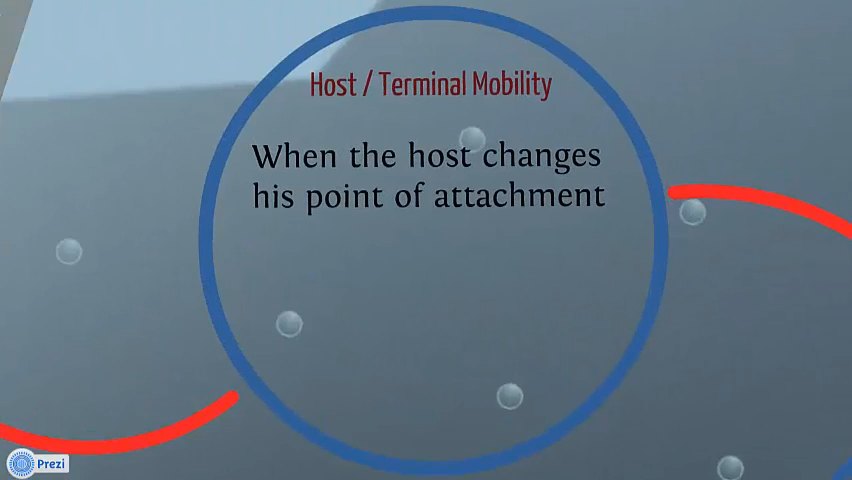 Host / Terminal Mobility
When the host changes
his point of attachment
Prezi